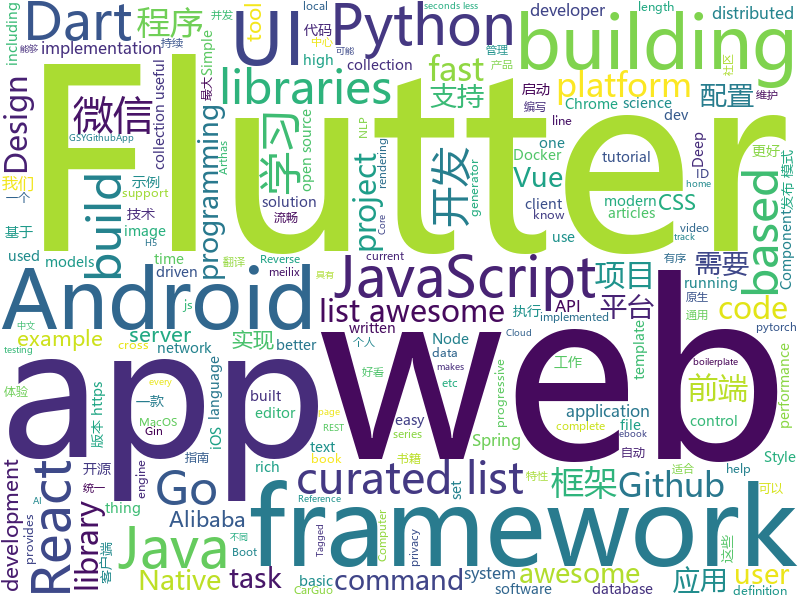 including
Dart
程序
tool
UI
Python
developer
local
length
seconds less
distributed
building
并发
能够
持续
implementation
Simple
high
代码
中心
可能
管理
产品
社区
libraries
collection
fast
platform
支持
启动
最大
编写
Chrome
science
配置
维护
Design
微信
Flutter
programming
学习
open source
开发
NLP
Arthas
GSYGithubApp
line
dev
one
Docker
tutorial
Deep
更好
我们
一个
示例
support
技术
collection useful
project
solution
流畅
rendering
generator
Vue
modern
articles
ID
home
Component
发布
模式
基于
used
build
image
H5
models
time
翻译
Core
client
know
CSS
use
video
track
based
driven
js
Reverse
meilix
current
有序
running
原生
Android
JavaScript
项目
需要
list awesome
执行
API
平台
通用
pytorch
code
example
server
written
implemented
Cloud
中文
cross
network
实现
better
Node
data
个人
makes
testing
language
iOS
etc
template
every
app
web
体验
built
好看
工作
前端
performance
版本
https
一款
editor
easy
progressive
complete
MacOS
Gin
text
application
page
file
control
boilerplate
REST
ebook
自动
React
Go
rich
series
Spring
Style
开源
指南
book
书籍
set
curated list
框架
Github
特性
适合
help
development
library
Alibaba
thing
engine
framework
provides
客户端
统一
AI
Java
Native
task
command
Reference
Tagged
Computer
privacy
awesome
system
software
database
应用
这些
可以
user
definition
Boot
不同
basic
CarGuo